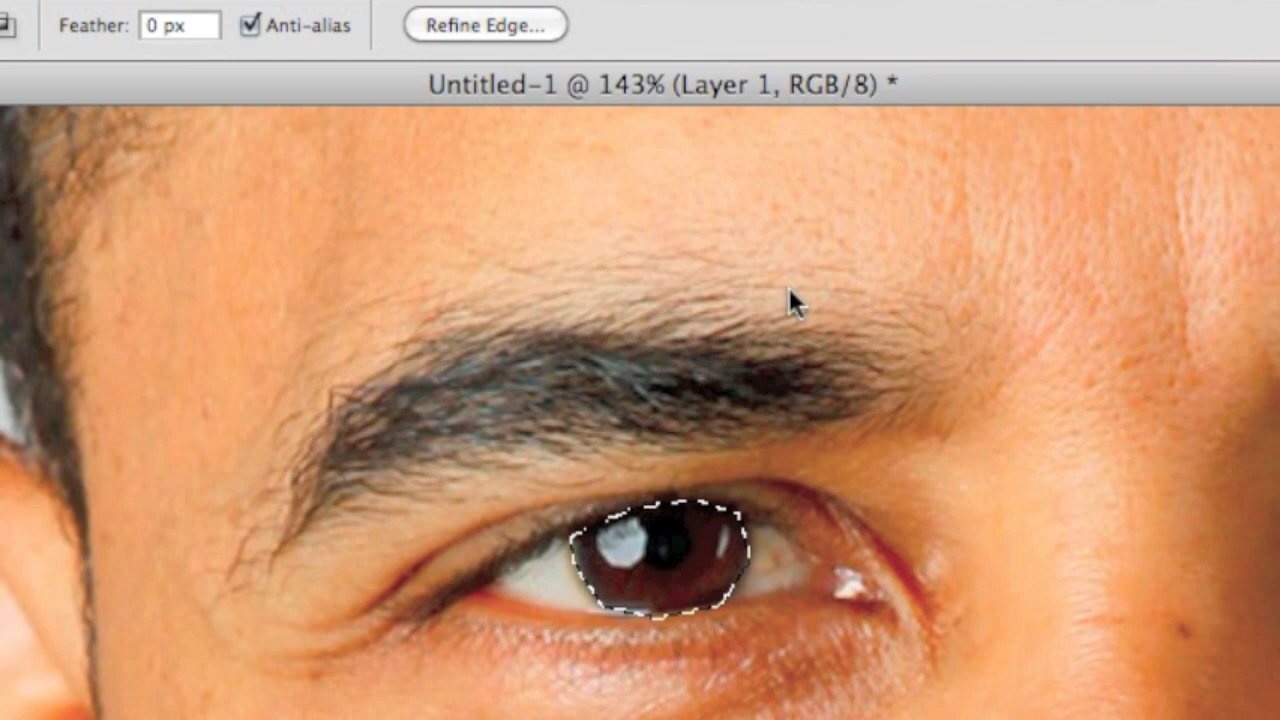 Feather: 0 px Anti-alias Refine Edge...
Untitled-1 @ 143% (Layer 1, RGB/8) *